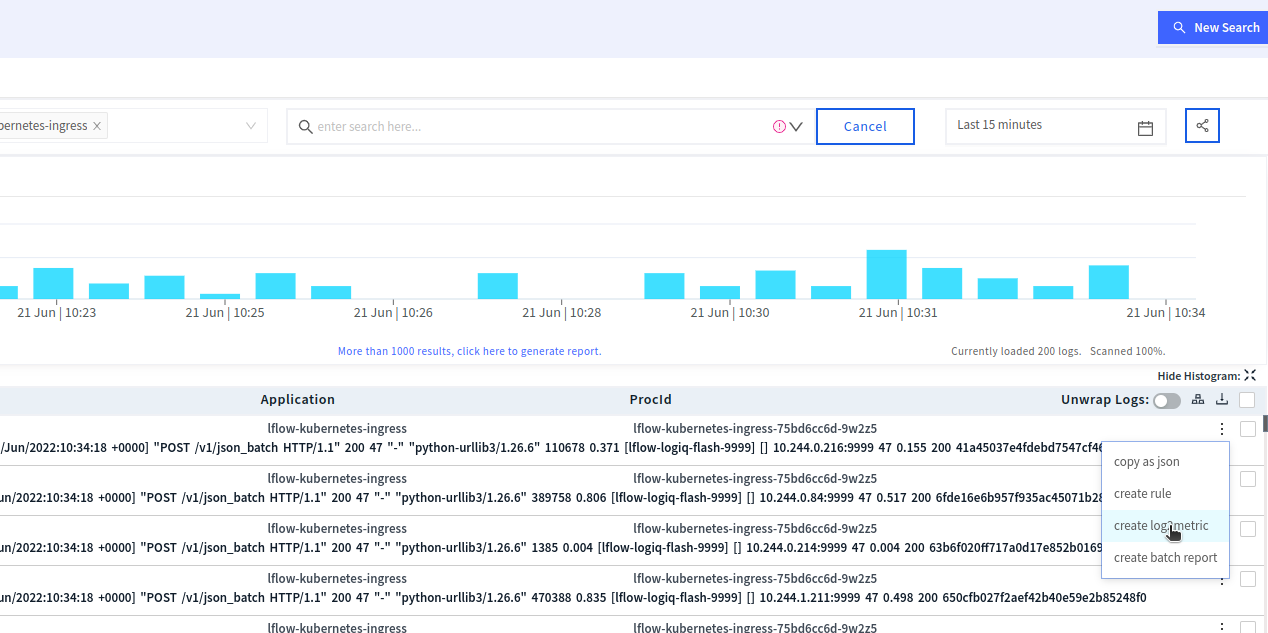 New Search
bernetes-ingress
enter search here...
Cancel
Last 15 minutes
21 Jun | 10:23
21 Jun | 10:25
21 Jun | 10:26
21 Jun | 10:28
21 Jun | 10:30
21 Jun | 10:31
21 Jun | 10:34
More than 1000 results, click here to generate report.
Currently loaded 200 logs. Scanned 100%.
Hide Histogram:
Application ProcId Unwrap Logs:
lflow-kubernetes-ingress lflow-kubernetes-ingress-75bd6cc6d-9w2z5
/Jun/2022:10:34:18 +0000] "POST /v1/json_batch HTTP/1.1" 200 47 "-" "python-urllib3/1.26.6" 110678 0.371 [lflow-logiq-flash-9999] [] 10.244.0.216:9999 47 0.155 200 41a45037e4fdebd7547cf4
copy as json
lflow-kubernetes-ingress lflow-kubernetes-ingress-75bd6cc6d-9w2z5
un/2022:10:34:18 +0000] "POST /v1/json_batch HTTP/1.1" 200 47 "-" "python-urllib3/1.26.6" 389758 0.806 [lflow-logiq-flash-9999] [] 10.244.0.84:9999 47 0.517 200 6fde16e6b957f935ac45071b28
create rule
lflow-kubernetes-ingress lflow-kubernetes-ingress-75bd6cc6d-9w2z5
create log2metric
un/2022:10:34:18 +0000] "POST /v1/json_batch HTTP/1.1" 200 47 "-" "python-urllib3/1.26.6" 1385 0.004 [lflow-logiq-flash-9999] [] 10.244.0.214:9999 47 0.004 200 63b6f020ff717a0d17e852b0169
create batch report
lflow-kubernetes-ingress lflow-kubernetes-ingress-75bd6cc6d-9w2z5
un/2022:10:34:18 +0000] "POST /v1/json_batch HTTP/1.1" 200 47 "-" "python-urllib3/1.26.6" 470388 0.835 [lflow-logiq-flash-9999] [] 10.244.1.211:9999 47 0.498 200 650cfb027f2aef42b40e59e2b85248f0
lflow-kubernetes-ingress lflow-kubernetes-ingress-75bd6cc6d-9w2z5